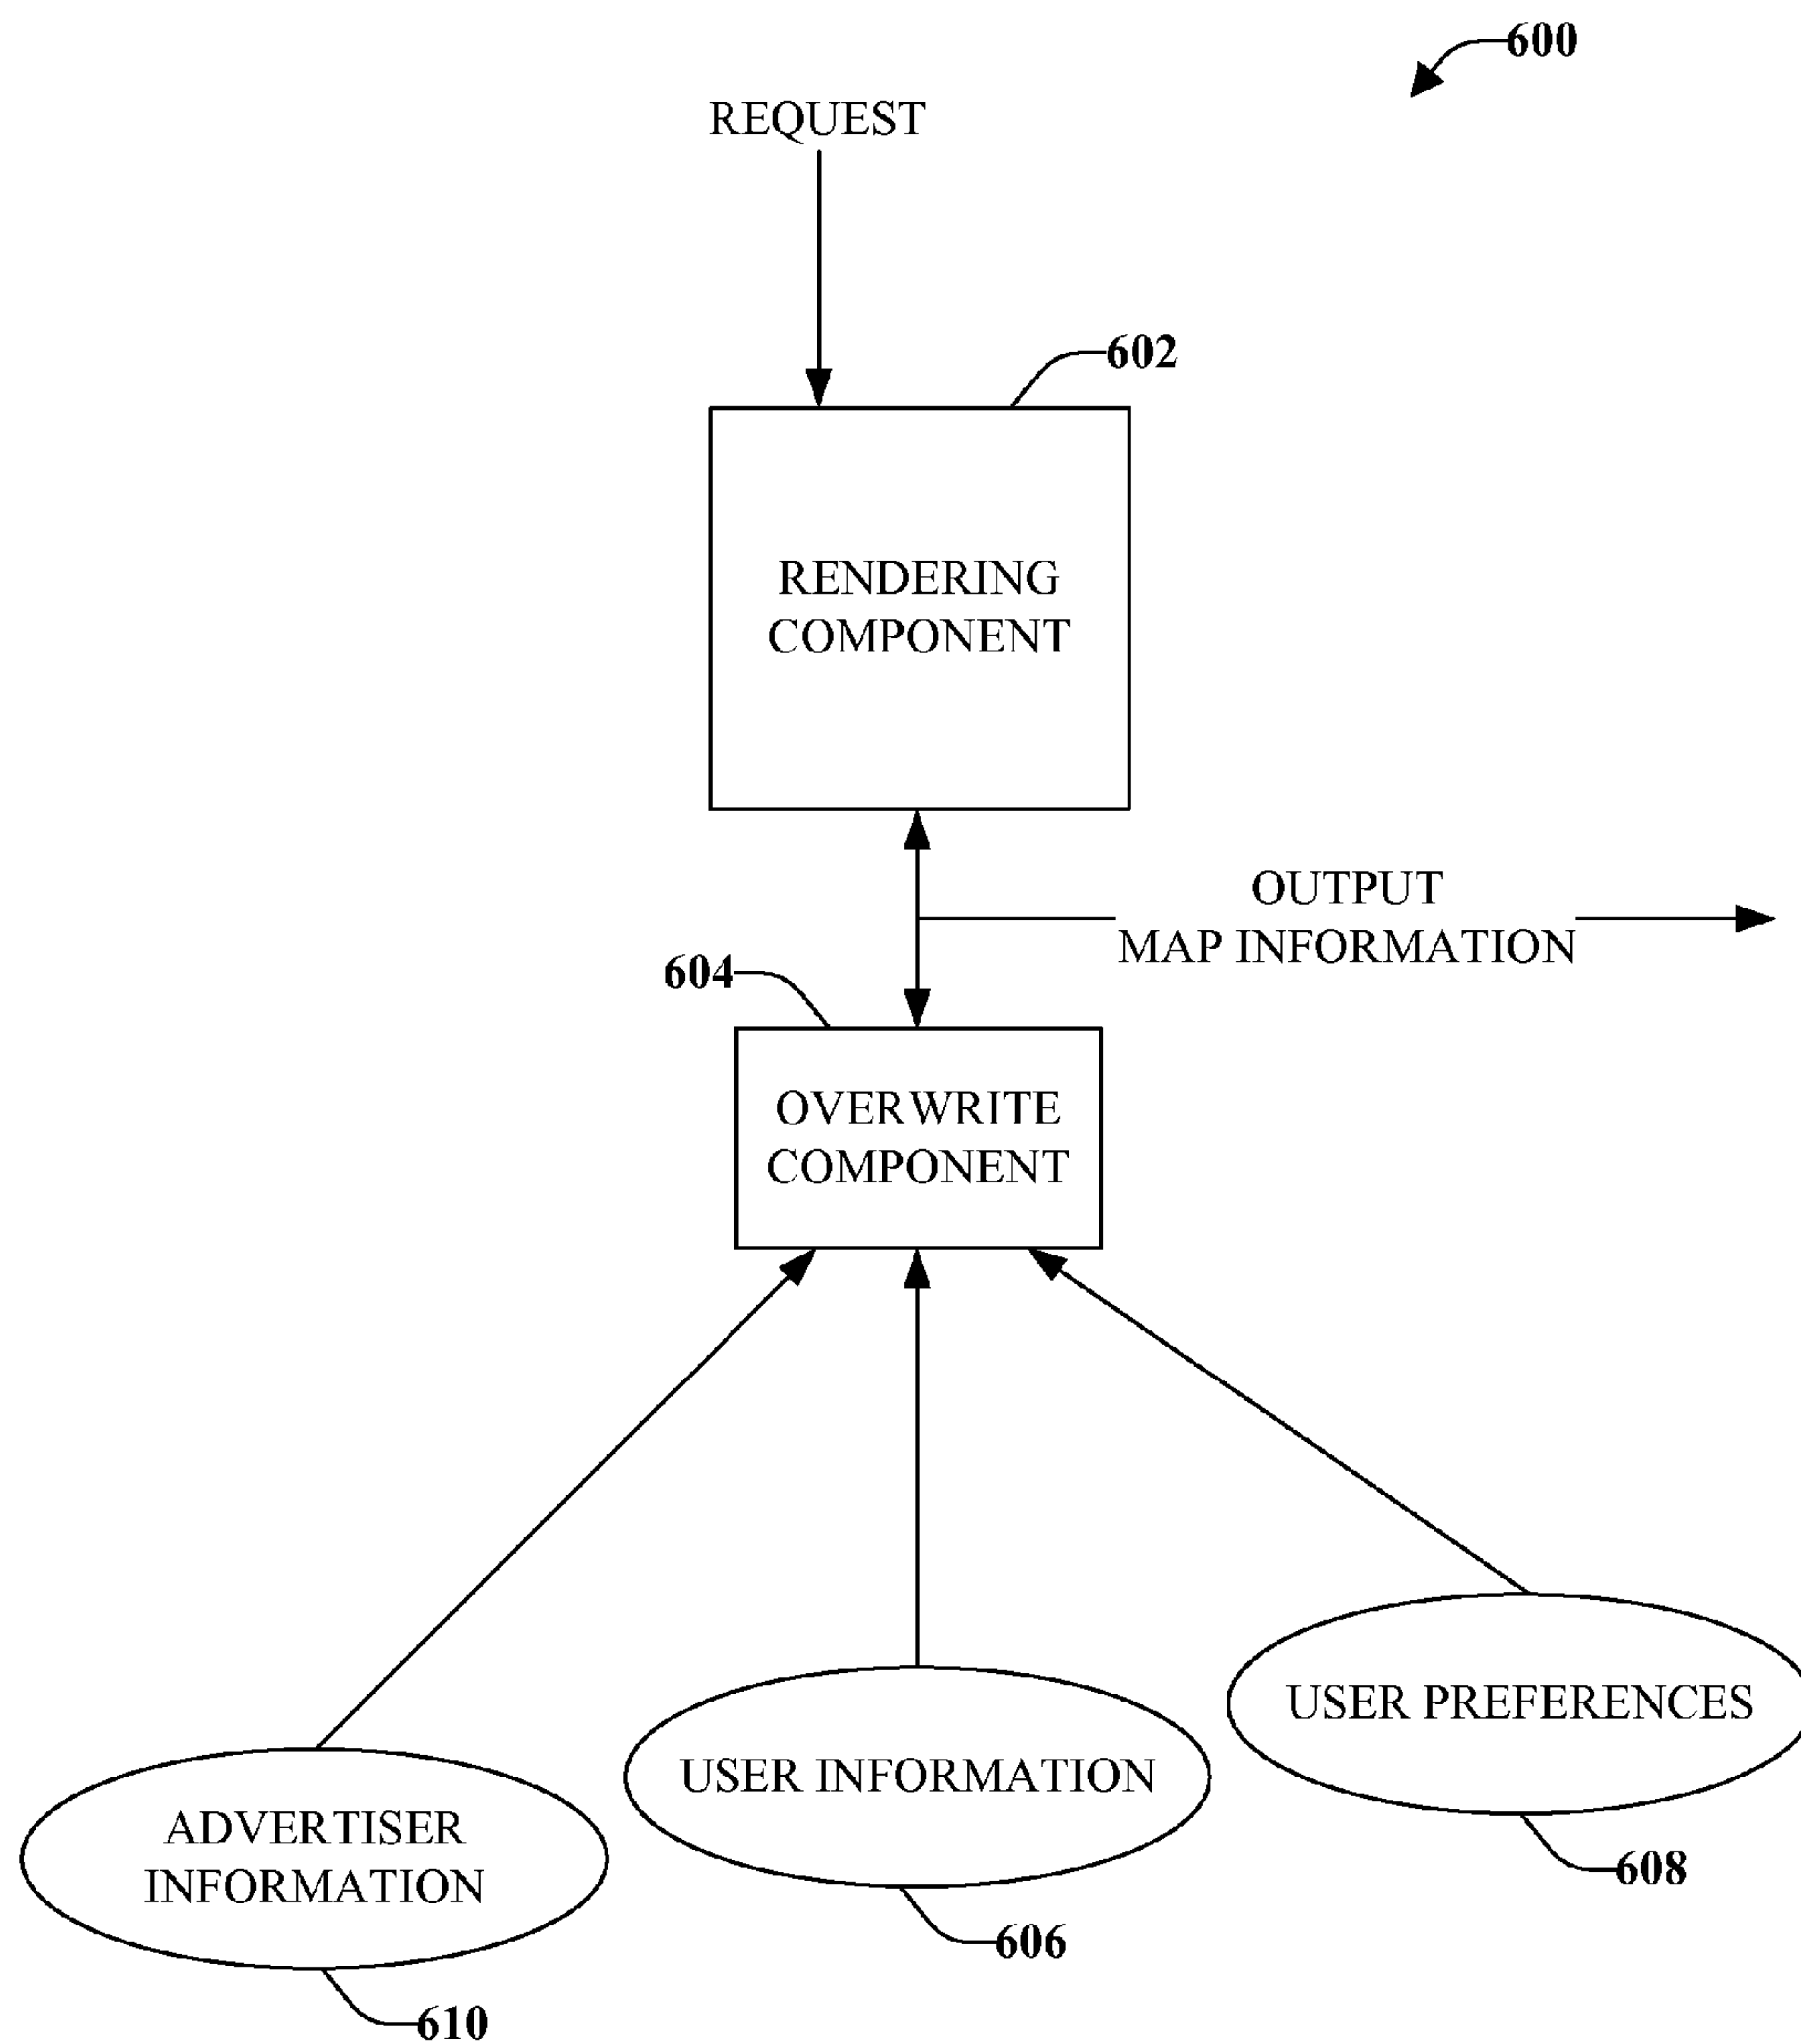 600
REQUEST
602
RENDERING
COMPONENT
OUTPUT
MAP INFORMATION
604
OVERWRITE
COMPONENT
USER PREFERENCES
USER INFORMATION
ADVERTISER
INFORMATION
608
606
610